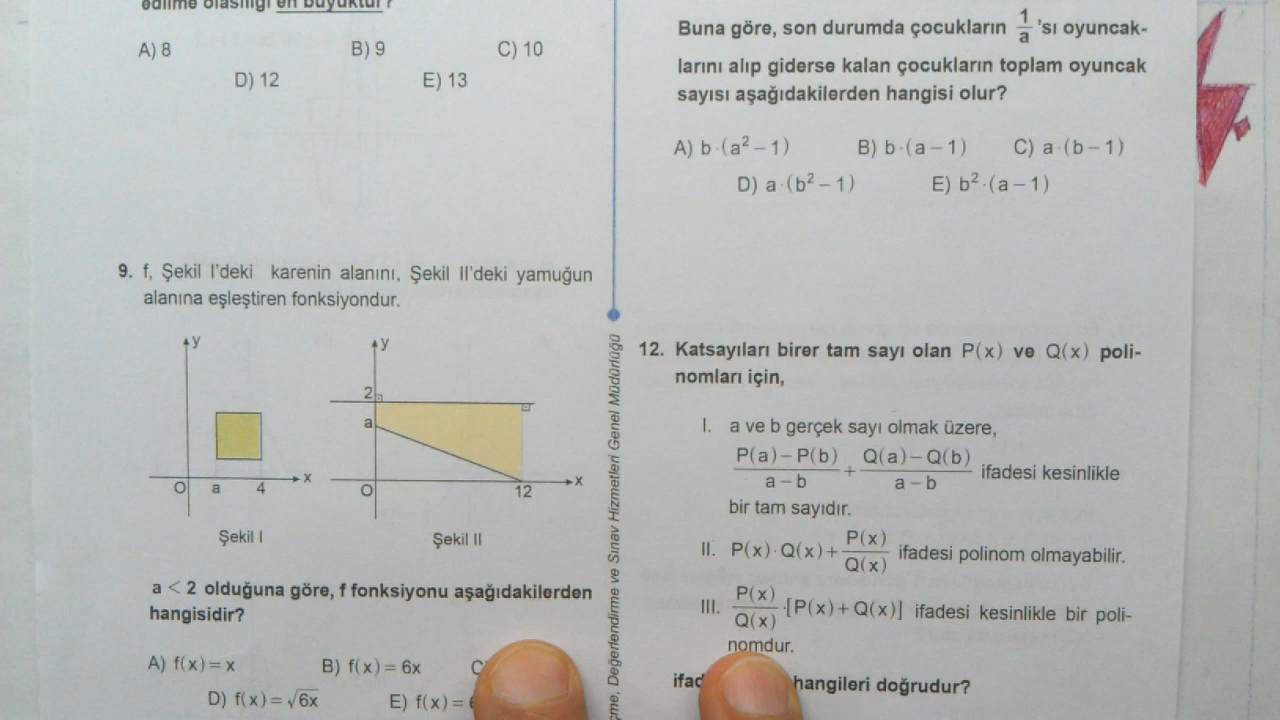 edilme olasılığı en büyüktür?
A) 8 B) 9 C) 10
D) 12 E) 13
9. f, Şekil I'deki karenin alanını, Şekil II'deki yamuğun
alanına eşleştiren fonksiyondur.
y
O a 4 x
Şekil I
y
2
a
O 12 x
Şekil II
a < 2 olduğuna göre, f fonksiyonu aşağıdakilerden
hangisidir?
A) f(x) = x B) f(x) = 6x
D) f(x) = √6x E) f(x) =
Değerlendirme ve Sınav Hizmetleri Genel Müdürlüğü
Buna göre, son durumda çocukların 1/a 'sı oyuncak-
larını alıp giderse kalan çocukların toplam oyuncak
sayısı aşağıdakilerden hangisi olur?
A) b·(a² – 1) B) b·(a – 1) C) a·(b – 1)
D) a·(b² – 1) E) b²·(a – 1)
12. Katsayıları birer tam sayı olan P(x) ve Q(x) poli-
nomları için,
I. a ve b gerçek sayı olmak üzere,
P(a) – P(b) / a – b + Q(a) – Q(b) / a – b ifadesi kesinlikle
bir tam sayıdır.
II. P(x)·Q(x) + P(x)/Q(x) ifadesi polinom olmayabilir.
III. P(x)/Q(x)·[P(x) + Q(x)] ifadesi kesinlikle bir poli-
nomdur.
hangileri doğrudur?